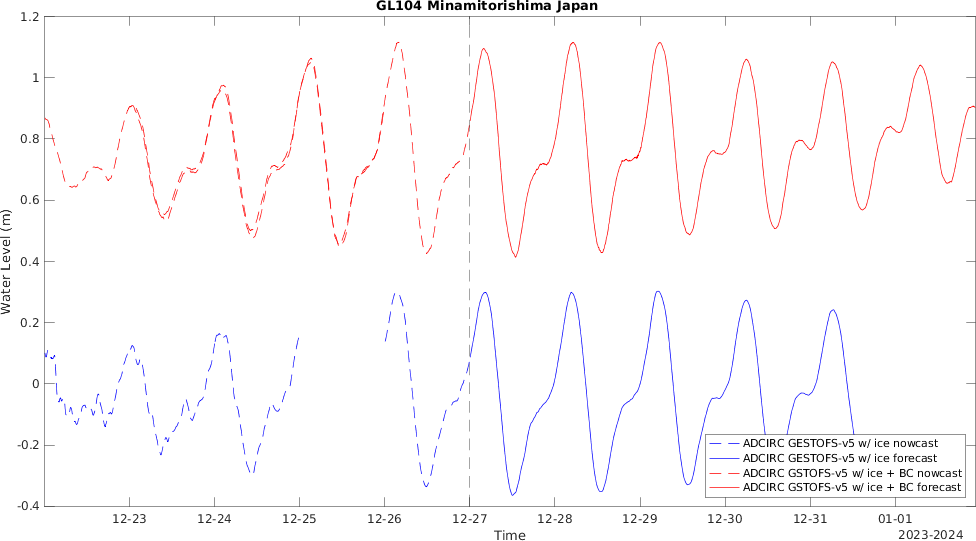 GL104 Minamitorishima Japan
1.2
1
0.8
0.6
0.4
0.2
0
-0.2
-0.4
Water Level (m)
12-23
12-24
12-25
12-26
12-27
12-28
12-29
12-30
12-31
01-01
Time
2023-2024
ADCIRC GESTOFS-v5 w/ ice nowcast
ADCIRC GESTOFS-v5 w/ ice forecast
ADCIRC GSTOFS-v5 w/ ice + BC nowcast
ADCIRC GSTOFS-v5 w/ ice + BC forecast